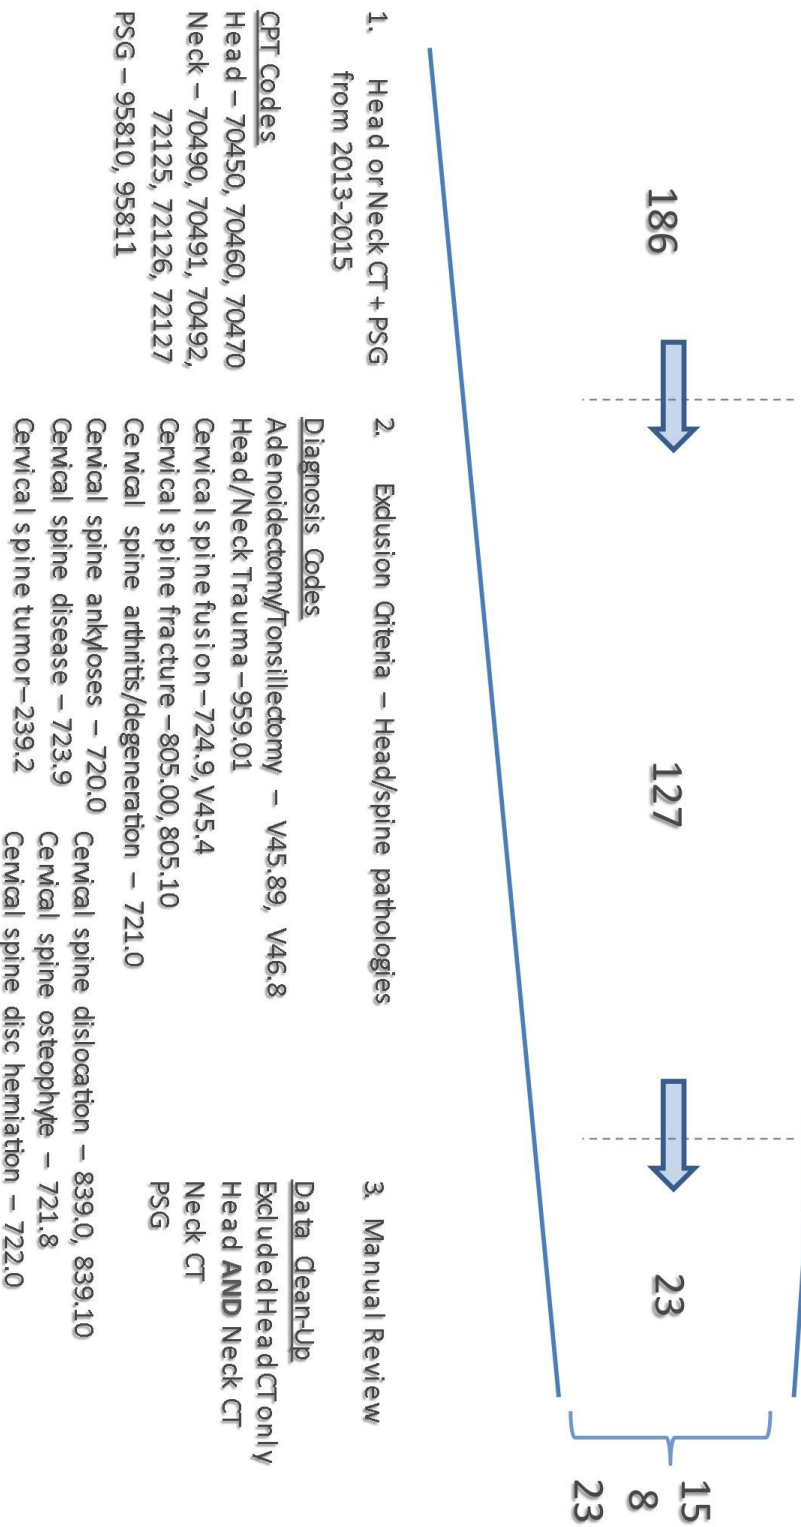 186
127
23
15
8
23
1. Head or Neck CT + PSG
from 2013-2015
CPT Codes
Head – 70450, 70460, 70470
Neck – 70490, 70491, 70492,
72125, 72126, 72127
PSG – 95810, 95811
2. Exclusion Criteria – Head/spine pathologies
Diagnosis Codes
Adenoidectomy/Tonsillectomy – V45.89, V46.8
Head/Neck Trauma – 959.01
Cervical spine fusion – 724.9, V45.4
Cervical spine fracture – 805.00, 805.10
Cervical spine arthritis/degeneration – 721.0
Cervical spine ankyloses – 720.0
Cervical spine disease – 723.9
Cervical spine tumor–239.2
Cervical spine dislocation – 839.0, 839.10
Cervical spine osteophyte – 721.8
Cervical spine disc herniation – 722.0
3. Manual Review
Data Clean-Up
Excluded Head CT only
Head AND Neck CT
Neck CT
PSG